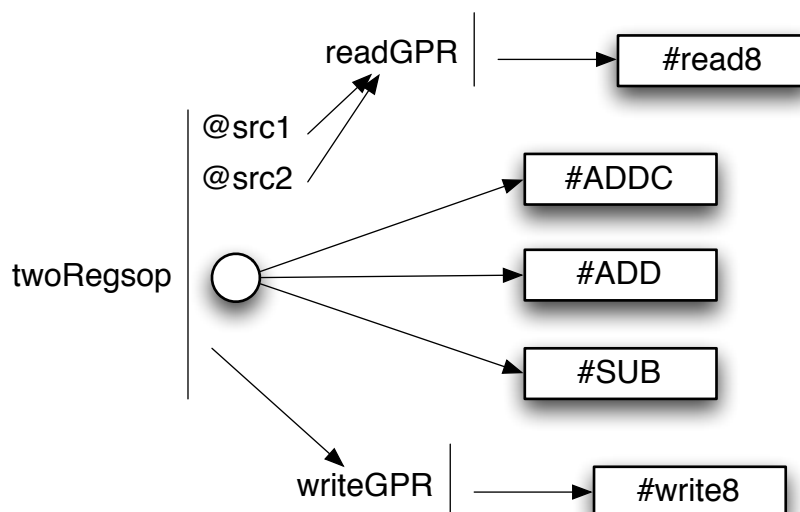 readGPR
#read8
@src1
@src2
#ADDC
twoRegsop
#ADD
#SUB
writeGPR
#write8